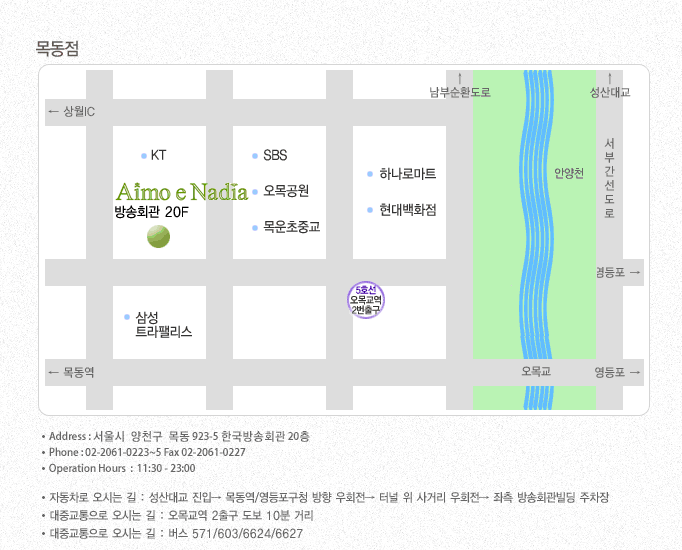 목동점
↑
남부순환도로
↑
성산대교
← 상월IC
KT
SBS
Aimo e Nadia
방송회관 20F
오목공원
목운초중교
하나로마트
현대백화점
안양천
서부간선도로
영등포 →
5호선
오목교역
2번출구
삼성
트라팰리스
← 목동역
오목교
영등포 →
• Address : 서울시 양천구 목동 923-5 한국방송회관 20층
• Phone : 02-2061-0223~5 Fax 02-2061-0227
• Operation Hours : 11:30 - 23:00
• 자동차로 오시는 길 : 성산대교 진입→ 목동역/영등포구청 방향 우회전→ 터널 위 사거리 우회전→ 좌측 방송회관빌딩 주차장
• 대중교통으로 오시는 길 : 오목교역 2출구 도보 10분 거리
• 대중교통으로 오시는 길 : 버스 571/603/6624/6627